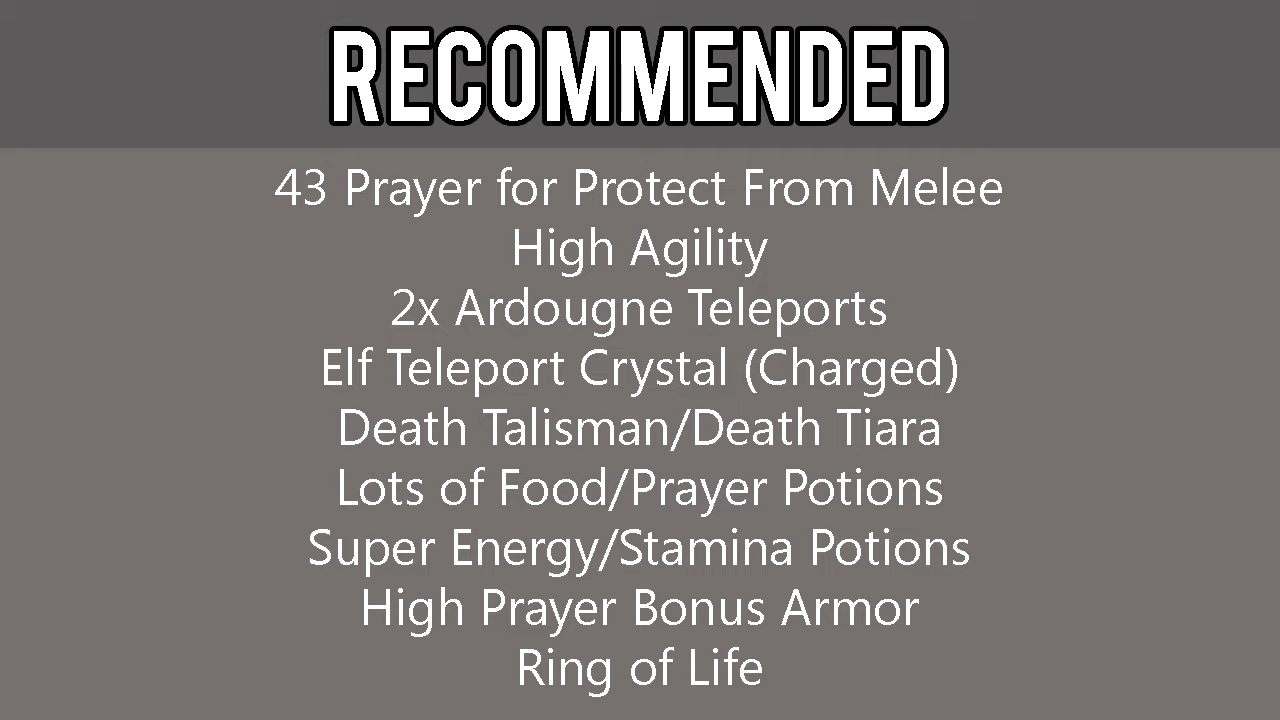 RECOMMENDED
43 Prayer for Protect From Melee
High Agility
2x Ardougne Teleports
Elf Teleport Crystal (Charged)
Death Talisman/Death Tiara
Lots of Food/Prayer Potions
Super Energy/Stamina Potions
High Prayer Bonus Armor
Ring of Life